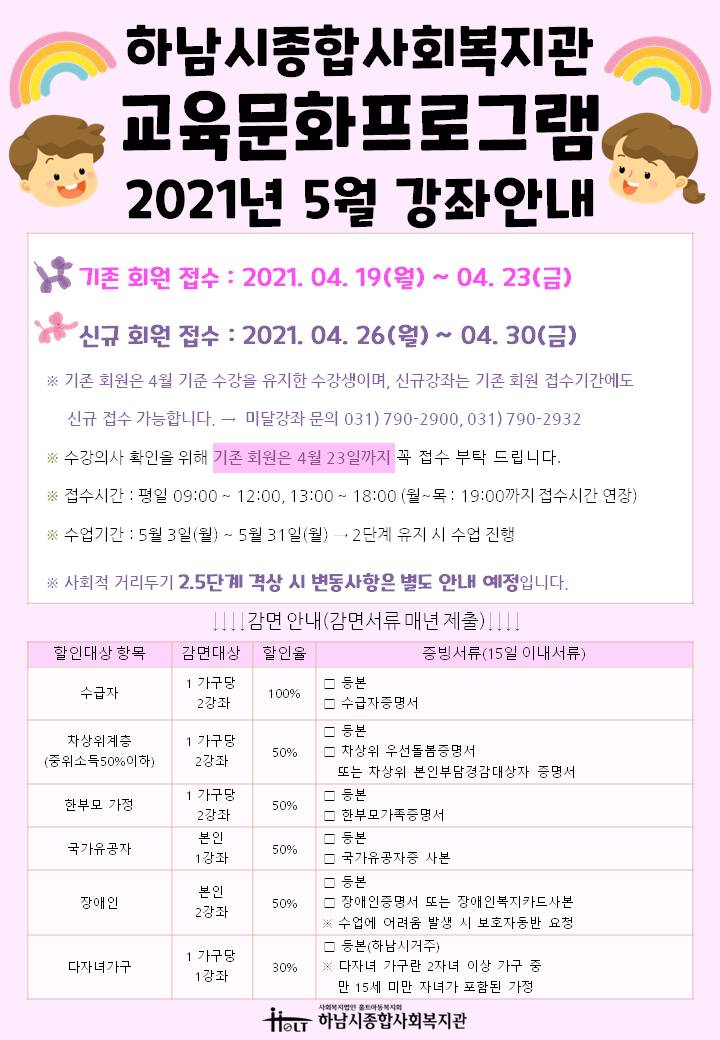 하남시종합사회복지관
교육문화프로그램
2021년 5월 강좌안내
기존 회원 접수 : 2021. 04. 19(월) ~ 04. 23(금)
신규 회원 접수 : 2021. 04. 26(월) ~ 04. 30(금)
※ 기존 회원은 4월 기준 수강을 유지한 수강생이며, 신규강좌는 기존 회원 접수기간에도
신규 접수 가능합니다. → 미달강좌 문의 031) 790-2900, 031) 790-2932
※ 수강의사 확인을 위해 기존 회원은 4월 23일까지 꼭 접수 부탁 드립니다.
※ 접수시간 : 평일 09:00 ~ 12:00, 13:00 ~ 18:00 (월~목 : 19:00까지 접수시간 연장)
※ 수업기간 : 5월 3일(월) ~ 5월 31일(월) → 2단계 유지 시 수업 진행
※ 사회적 거리두기 2.5단계 격상 시 변동사항은 별도 안내 예정입니다.
↓↓↓↓감면 안내(감면서류 매년 제출)↓↓↓↓
할인대상 항목 감면대상 할인율 증빙서류(15일 이내서류)
수급자 1 가구당 2강좌 100% □ 등본
□ 수급자증명서
차상위계층 (중위소득50%이하) 1 가구당 2강좌 50% □ 등본
□ 차상위 우선돌봄증명서
또는 차상위 본인부담경감대상자 증명서
한부모 가정 1 가구당 2강좌 50% □ 등본
□ 한부모가족증명서
국가유공자 본인 1강좌 50% □ 등본
□ 국가유공자증 사본
장애인 본인 2강좌 50% □ 등본
□ 장애인증명서 또는 장애인복지카드사본
※ 수업에 어려움 발생 시 보호자동반 요청
다자녀가구 1 가구당 1강좌 30% □ 등본(하남시거주)
※ 다자녀 가구란 2자녀 이상 가구 중
만 15세 미만 자녀가 포함된 가정
사회복지법인 홀트아동복지회
HOLT 하남시종합사회복지관